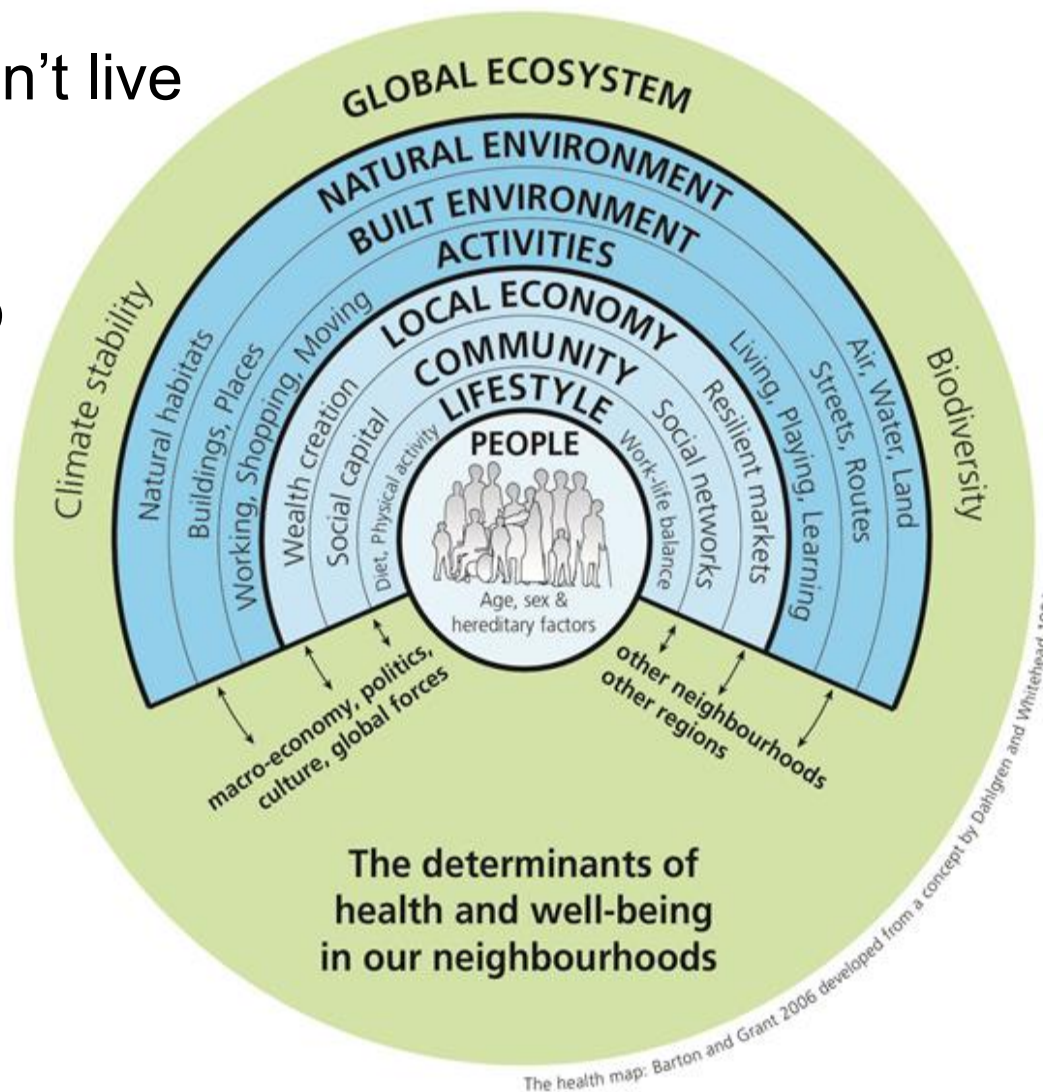 n't live
GLOBAL ECOSYSTEM
NATURAL ENVIRONMENT
BUILT ENVIRONMENT
ACTIVITIES
LOCAL ECONOMY
COMMUNITY
LIFESTYLE
PEOPLE
Age, sex &
hereditary factors
Climate stability
Natural habitats
Buildings, Places
Working, Shopping, Moving
Wealth creation
Social capital
Diet, Physical activity
Work-life balance
Social networks
Resilient markets
Living, Playing, Learning
Streets, Routes
Air, Water, Land
Biodiversity
macro-economy, politics,
culture, global forces
other neighbourhoods
other regions
The determinants of
health and well-being
in our neighbourhoods
The health map: Barton and Grant 2006 developed from a concept by Dahlgren and Whitehead